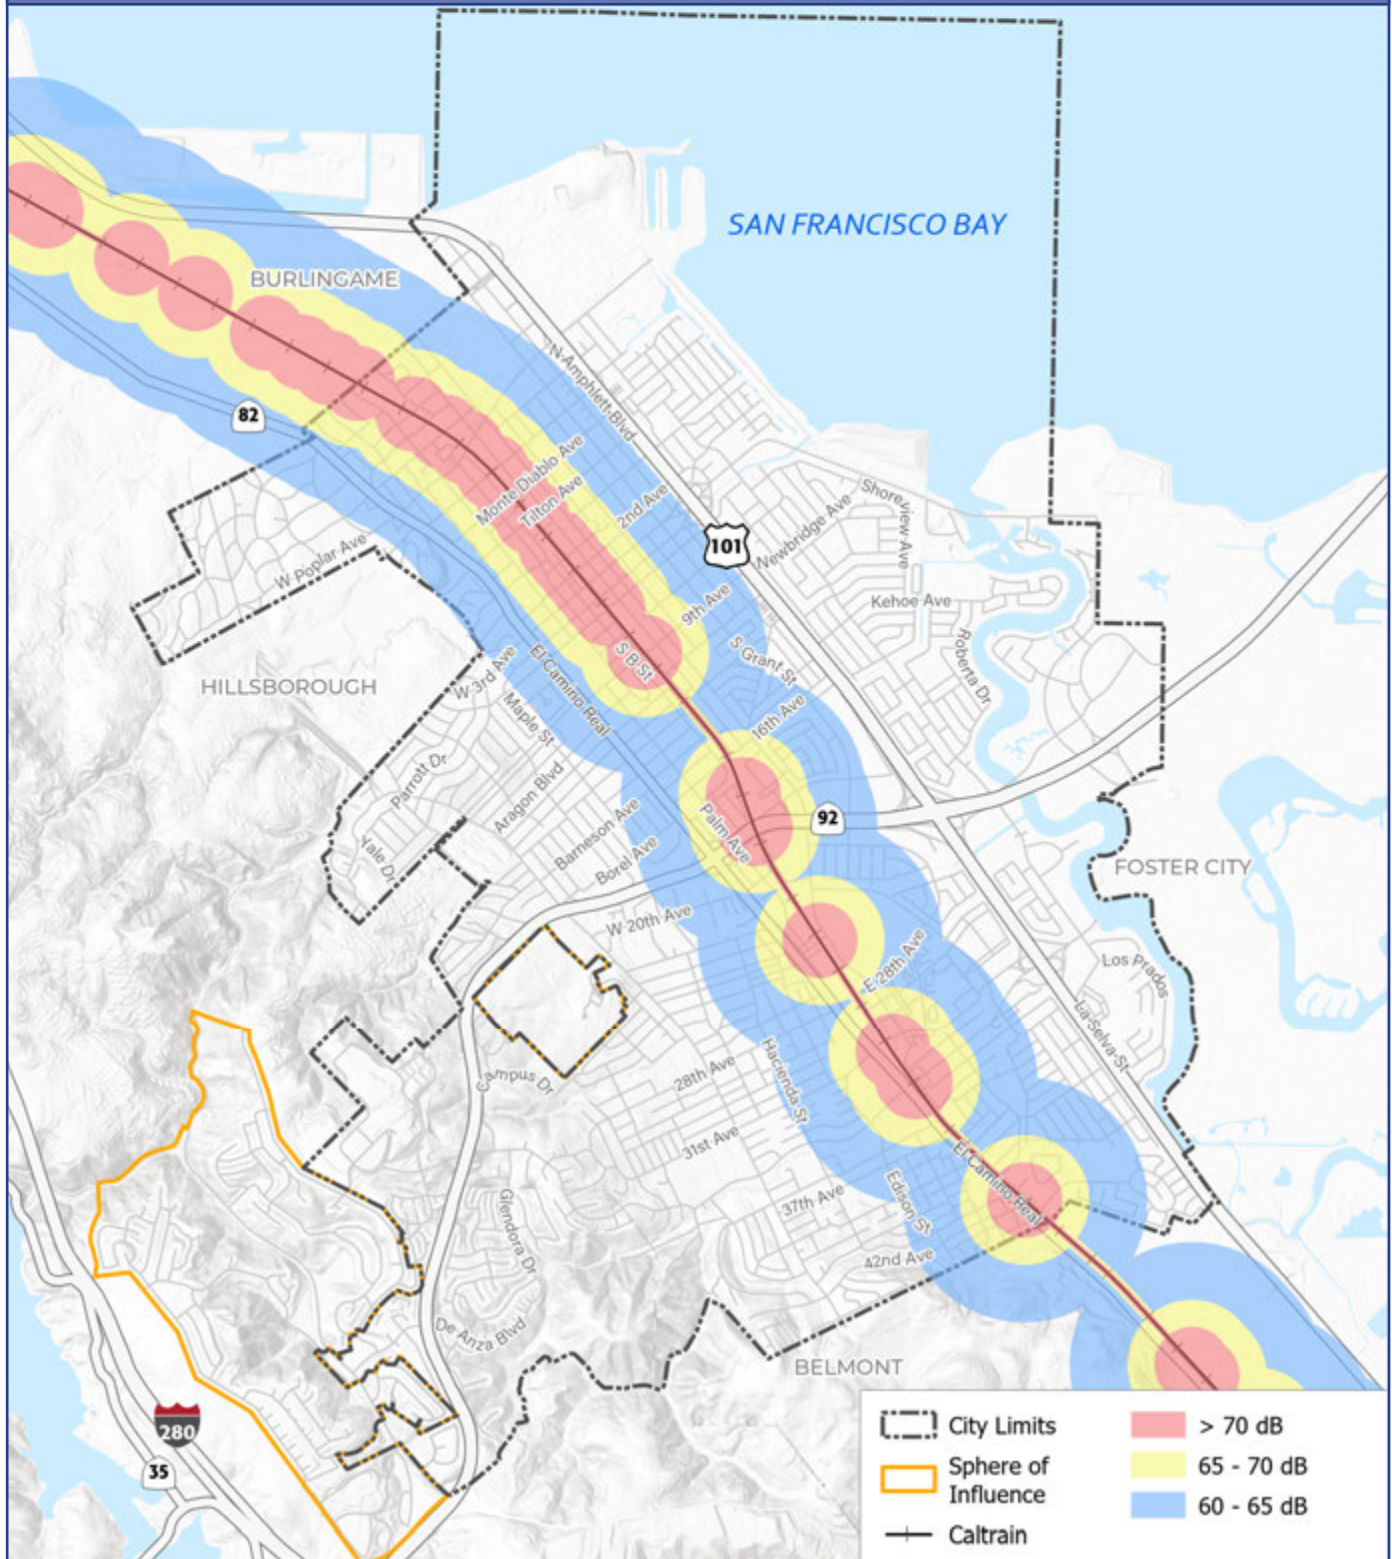 SAN FRANCISCO BAY
BURLINGAME
N Amphlett Blvd
82
Monte Diablo Ave
Tilton Ave
2nd Ave
Shoreview Ave
101
Newbridge Ave
W Poplar Ave
9th Ave
Kehoe Ave
S B St
S Grant St
Roberta Dr
El Camino Real
W 3rd Ave
HILLSBOROUGH
Maple St
16th Ave
Parrott Dr
Aragon Blvd
Palm Ave
92
Barneson Ave
Yale Dr
Borel Ave
FOSTER CITY
W 20th Ave
E 28th Ave
Los Prados
La Selva St
Campus Dr
28th Ave
Hacienda St
31st Ave
El Camino Real
37th Ave
Edison St
Glendora Dr
42nd Ave
De Anza Blvd
BELMONT
280
35
City Limits
Sphere of
Influence
Caltrain
> 70 dB
65 - 70 dB
60 - 65 dB